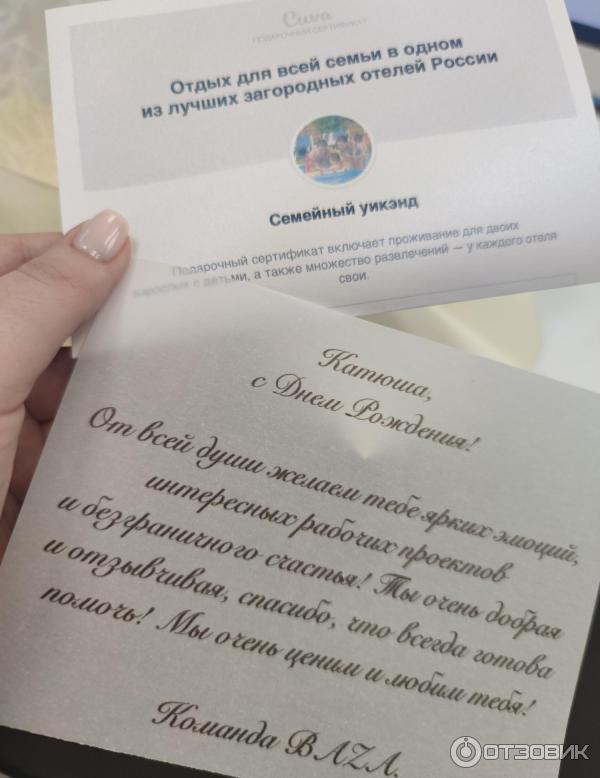 Cuva
ПОДАРОЧНЫЙ СЕРТИФИКАТ
Отдых для всей семьи в одном
из лучших загородных отелей России
Семейный уикэнд
Подарочный сертификат включает проживание для двоих
взрослых с детьми, а также множество развлечений — у каждого отеля
свои.
Катюша,
с Днем Рождения!
От всей души желаем тебе ярких эмоций,
интересных рабочих проектов
и безграничного счастья! Ты очень добрая
и отзывчивая, спасибо, что всегда готова
помочь! Мы очень ценим и любим тебя!
Команда BAZA.
ОТЗОВИК